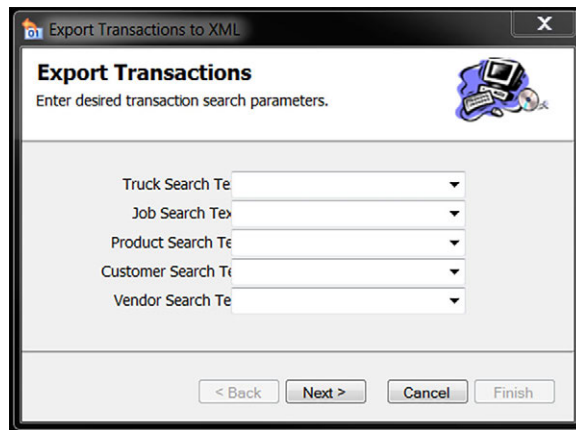 Export Transactions to XML
X
Export Transactions
Enter desired transaction search parameters.
Truck Search Te
Job Search Tex
Product Search Te
Customer Search Te
Vendor Search Te
< Back Next > Cancel Finish